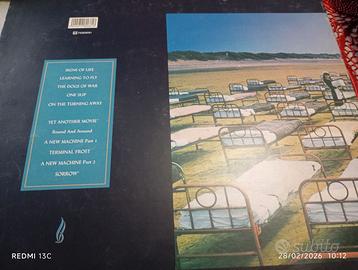 SIGNS OF LIFE
LEARNING TO FLY
THE DOGS OF WAR
ONE SLIP
ON THE TURNING AWAY
YET ANOTHER MOVIE
Round And Around
A NEW MACHINE Part 1
TERMINAL FROST
A NEW MACHINE Part 2
SORROW
REDMI 13C
subito
28/02/2026 10:12